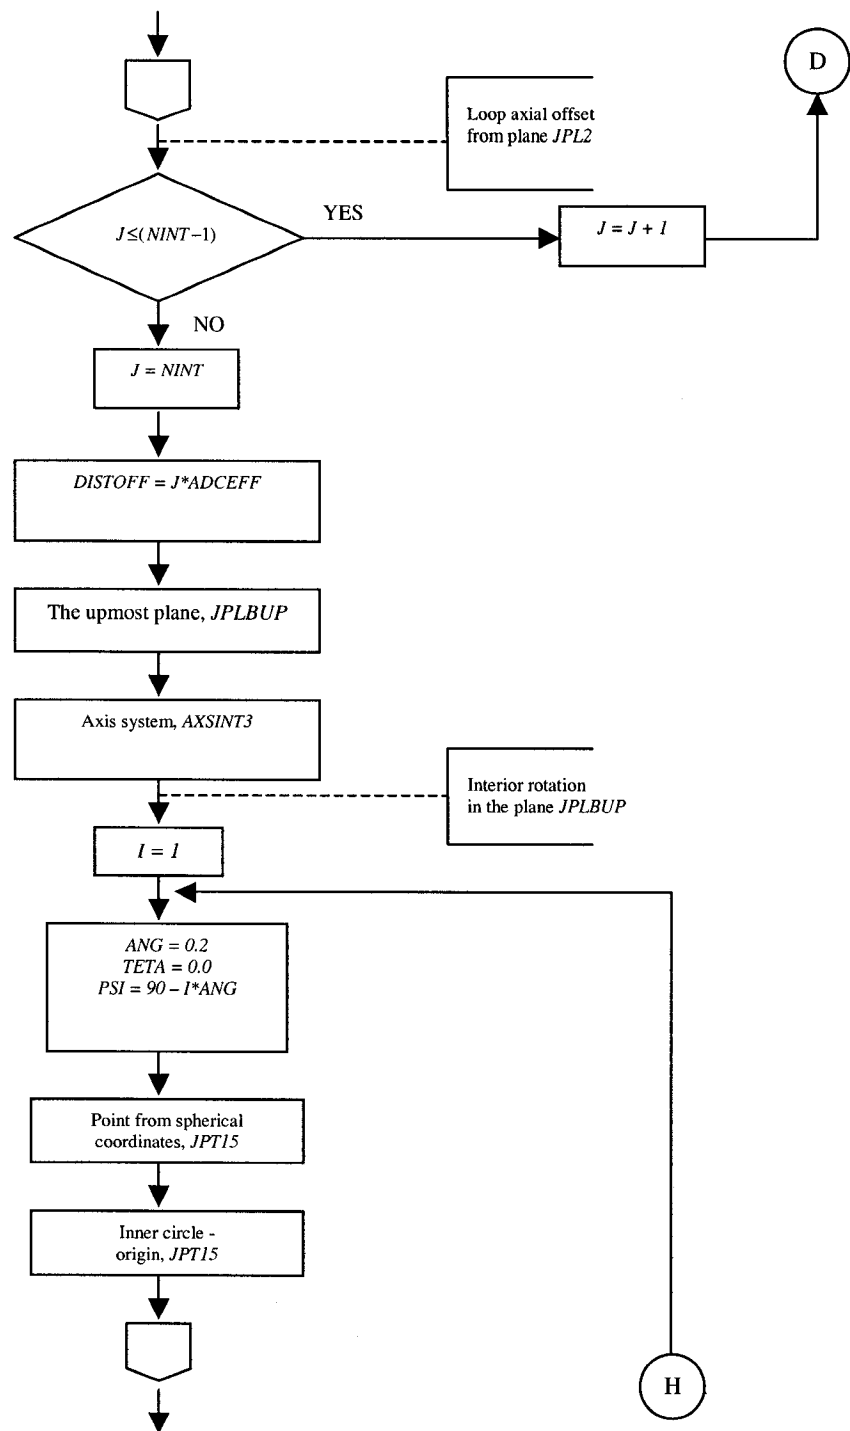 D
Loop axial offset
from plane JPL2
YES
J≤(NINT−1)
J = J + 1
NO
J = NINT
DISTOFF = J*ADCEFF
The upmost plane, JPLBUP
Axis system, AXSINT3
Interior rotation
in the plane JPLBUP
I = 1
ANG = 0.2
TETA = 0.0
PSI = 90 – I*ANG
Point from spherical
coordinates, JPT15
Inner circle -
origin, JPT15
H